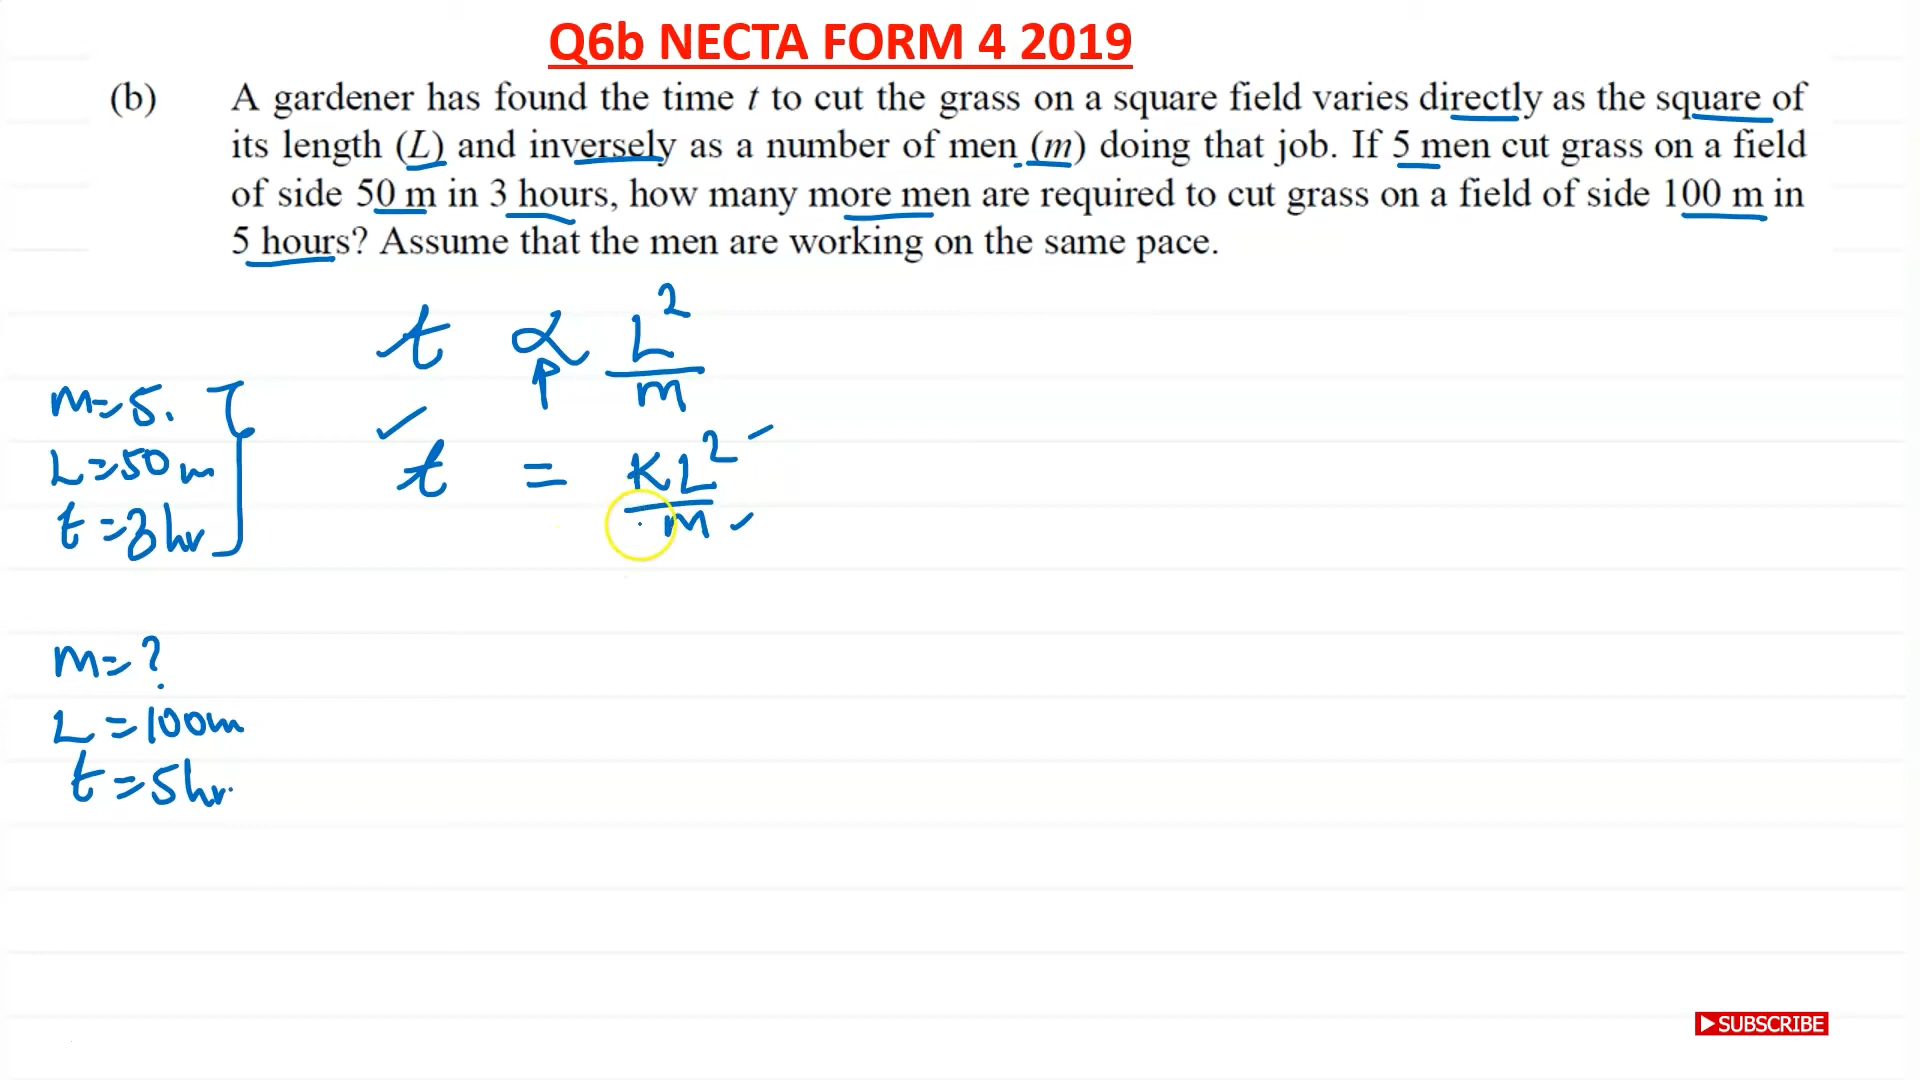 Q6b NECTA FORM 4 2019
(b) A gardener has found the time t to cut the grass on a square field varies directly as the square of
its length (L) and inversely as a number of men (m) doing that job. If 5 men cut grass on a field
of side 50 m in 3 hours, how many more men are required to cut grass on a field of side 100 m in
5 hours? Assume that the men are working on the same pace.
t ∝ L²/m
m=5.
L=50m
t=3hr
t = KL²/m
m=?
L=100m
t=5hr.
SUBSCRIBE